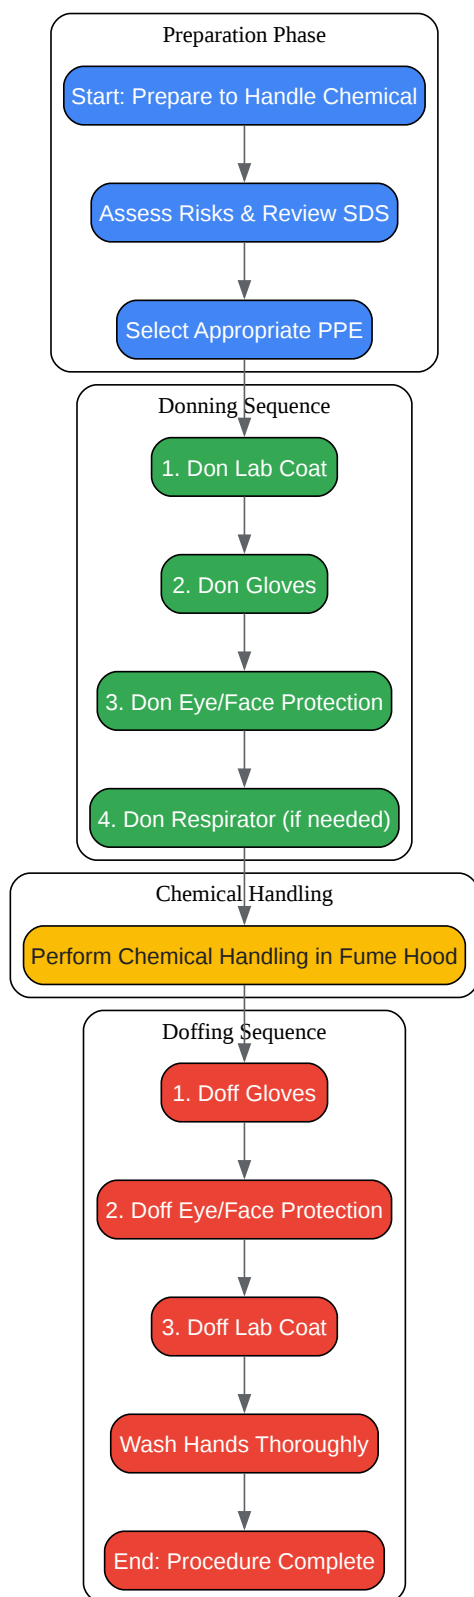 Preparation Phase
Start: Prepare to Handle Chemical
Assess Risks & Review SDS
Select Appropriate PPE
Donning Sequence
1. Don Lab Coat
2. Don Gloves
3. Don Eye/Face Protection
4. Don Respirator (if needed)
Chemical Handling
Perform Chemical Handling in Fume Hood
Doffing Sequence
1. Doff Gloves
2. Doff Eye/Face Protection
3. Doff Lab Coat
Wash Hands Thoroughly
End: Procedure Complete